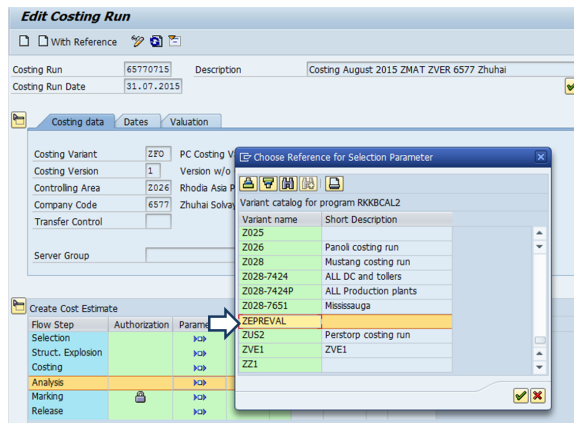 Edit Costing Run
With Reference
Costing Run 65770715 Description Costing August 2015 ZMAT ZVER 6577 Zhuhai
Costing Run Date 31.07.2015
Costing data Dates Valuation
Costing Variant ZFO PC Costing V
Costing Version 1 Version w/o
Controlling Area Z026 Rhodia Asia P
Company Code 6577 Zhuhai Solvay
Transfer Control
Server Group
Create Cost Estimate
Flow Step Authorization Parame
Selection
Struct. Explosion
Costing
Analysis
Marking
Release
Choose Reference for Selection Parameter
Variant catalog for program RKKBCAL2
Variant name Short Description
Z025
Z026 Panoli costing run
Z028 Mustang costing run
Z028-7424 ALL DC and tollers
Z028-7424P ALL Production plants
Z028-7651 Mississauga
ZEPREVAL
ZUS2 Perstorp costing run
ZVE1 ZVE1
ZZ1